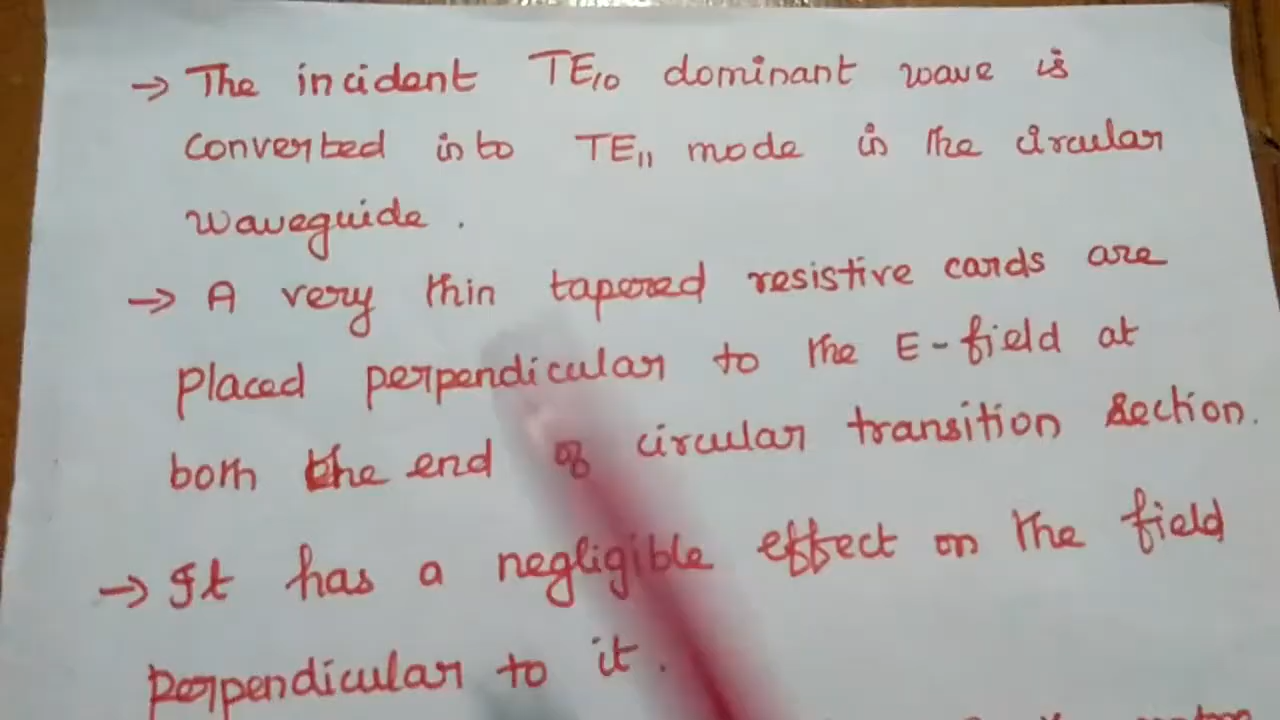 → The incident TE10 dominant wave is
converted into TE11 mode in the circular
waveguide.
→ A very thin tapered resistive cards are
placed perpendicular to the E-field at
both the end of circular transition section.
→ It has a negligible effect on the field
perpendicular to it.